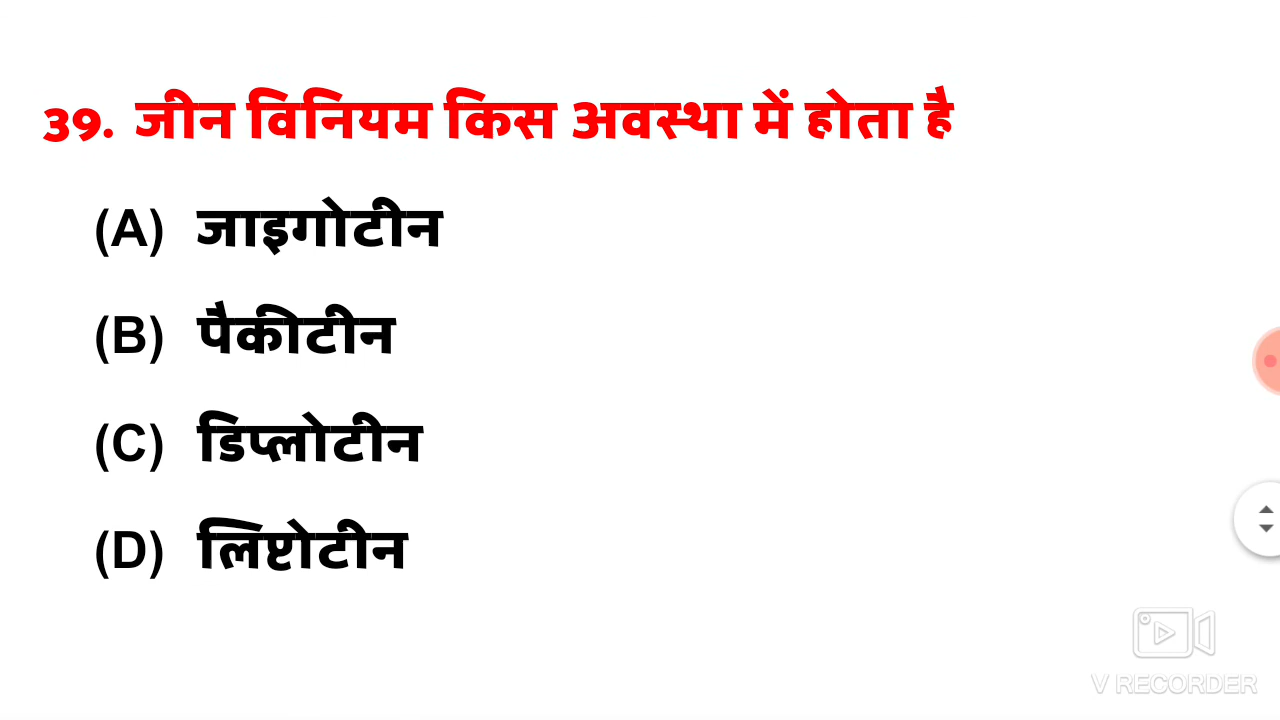 39. जीन विनियम किस अवस्था में होता है
(A) जाइगोटीन
(B) पैकीटीन
(C) डिप्लोटीन
(D) लिप्टोटीन
V RECORDER